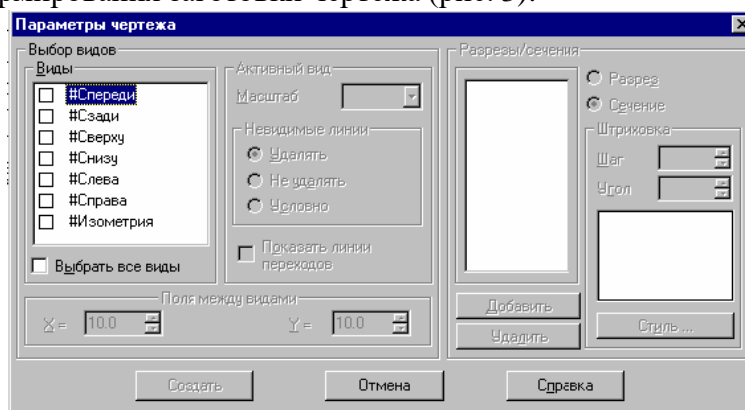 Параметры чертежа
Выбор видов
Виды
#Спереди
#Сзади
#Сверху
#Снизу
#Слева
#Справа
#Изометрия
Выбрать все виды
Активный вид
Масштаб
Невидимые линии
Удалять
Не удалять
Условно
Показать линии
переходов
Поля между видами
X = 10.0
Y = 10.0
Разрезы/сечения
Разрез
Сечение
Штриховка
Шаг
Угол
Добавить
Удалить
Стиль ...
Создать
Отмена
Справка